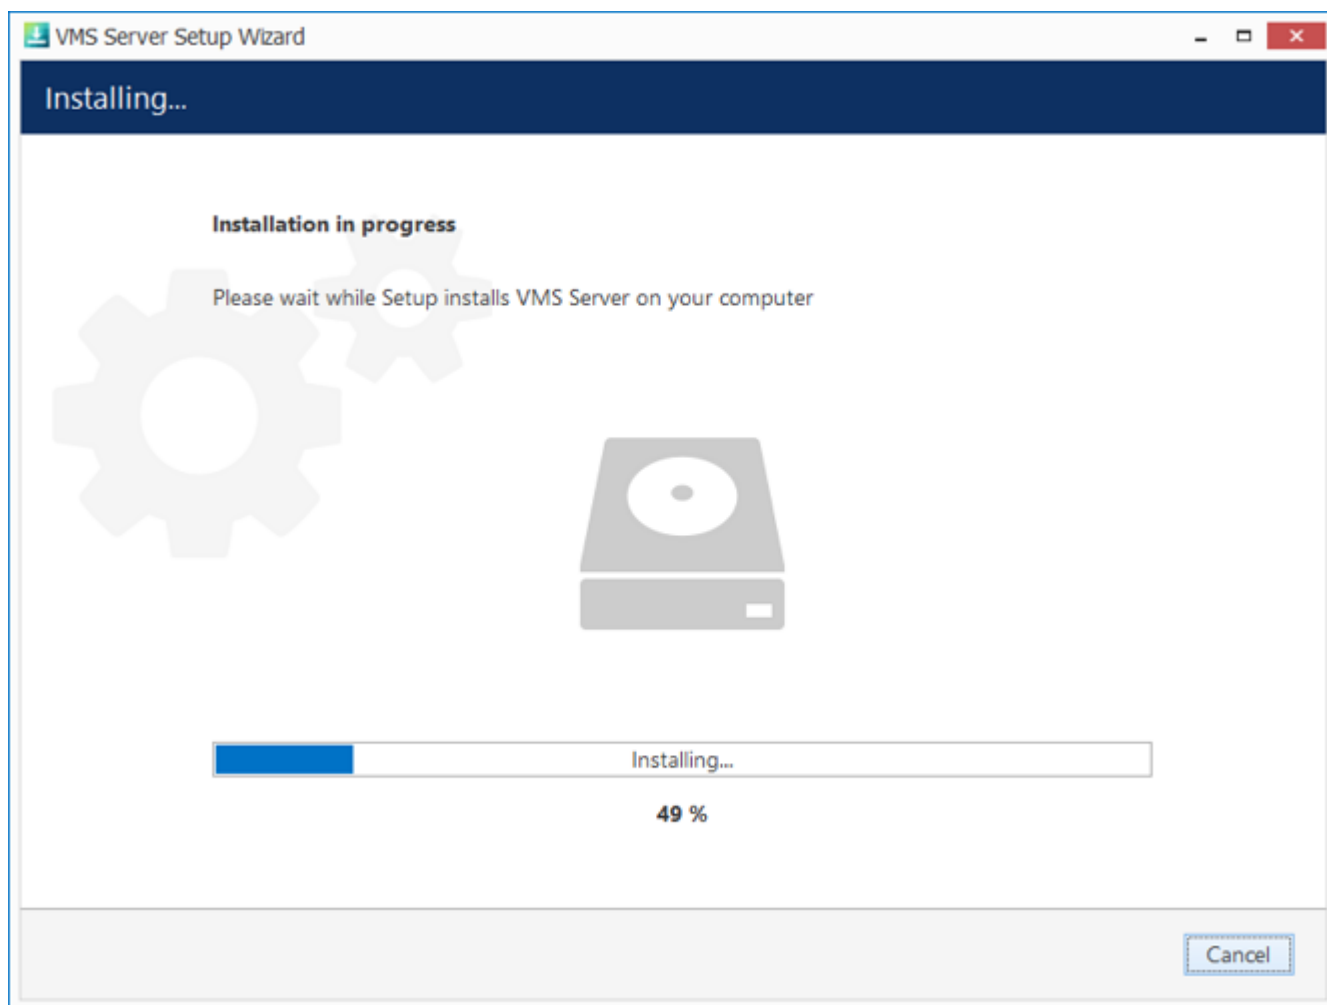 VMS Server Setup Wizard
Installing...
Installation in progress
Please wait while Setup installs VMS Server on your computer
Installing...
49 %
Cancel